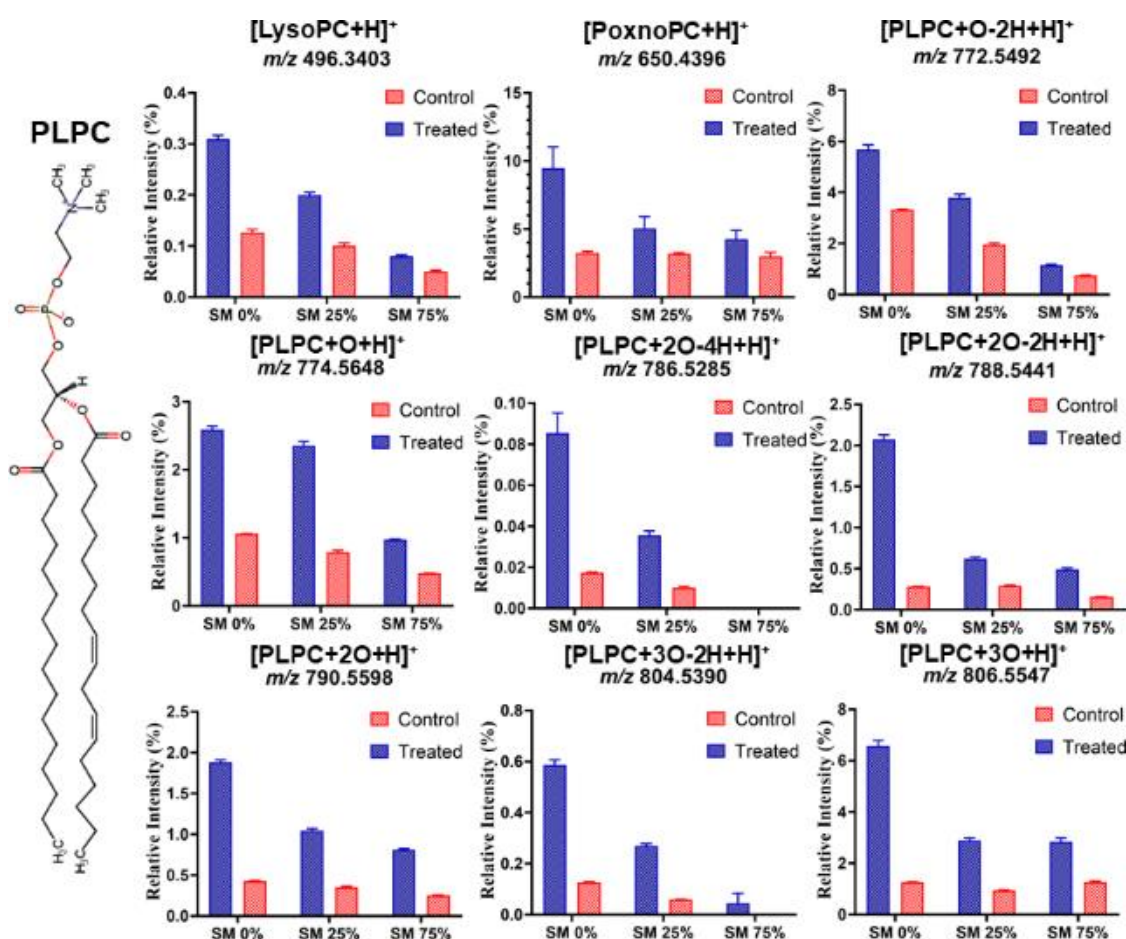 PLPC
CH₃
H₃C
CH₃
N⁺
O
O
P
O⁻
O
H
O
O
O
O
H₃C
H₃C
[LysoPC+H]⁺
m/z 496.3403
Relative Intensity (%)
0.4
0.3
0.2
0.1
0.0
Control
Treated
SM 0% SM 25% SM 75%
[PoxnoPC+H]⁺
m/z 650.4396
Relative Intensity (%)
15
10
5
0
Control
Treated
SM 0% SM 25% SM 75%
[PLPC+O-2H+H]⁺
m/z 772.5492
Relative Intensity (%)
8
6
4
2
0
Control
Treated
SM 0% SM 25% SM 75%
[PLPC+O+H]⁺
m/z 774.5648
Relative Intensity (%)
3
2
1
0
Control
Treated
SM 0% SM 25% SM 75%
[PLPC+2O-4H+H]⁺
m/z 786.5285
Relative Intensity (%)
0.10
0.08
0.06
0.04
0.02
0.00
Control
Treated
SM 0% SM 25% SM 75%
[PLPC+2O-2H+H]⁺
m/z 788.5441
Relative Intensity (%)
2.5
2.0
1.5
1.0
0.5
0.0
Control
Treated
SM 0% SM 25% SM 75%
[PLPC+2O+H]⁺
m/z 790.5598
Relative Intensity (%)
2.5
2.0
1.5
1.0
0.5
0.0
Control
Treated
SM 0% SM 25% SM 75%
[PLPC+3O-2H+H]⁺
m/z 804.5390
Relative Intensity (%)
0.8
0.6
0.4
0.2
0.0
Control
Treated
SM 0% SM 25% SM 75%
[PLPC+3O+H]⁺
m/z 806.5547
Relative Intensity (%)
8
6
4
2
0
Control
Treated
SM 0% SM 25% SM 75%